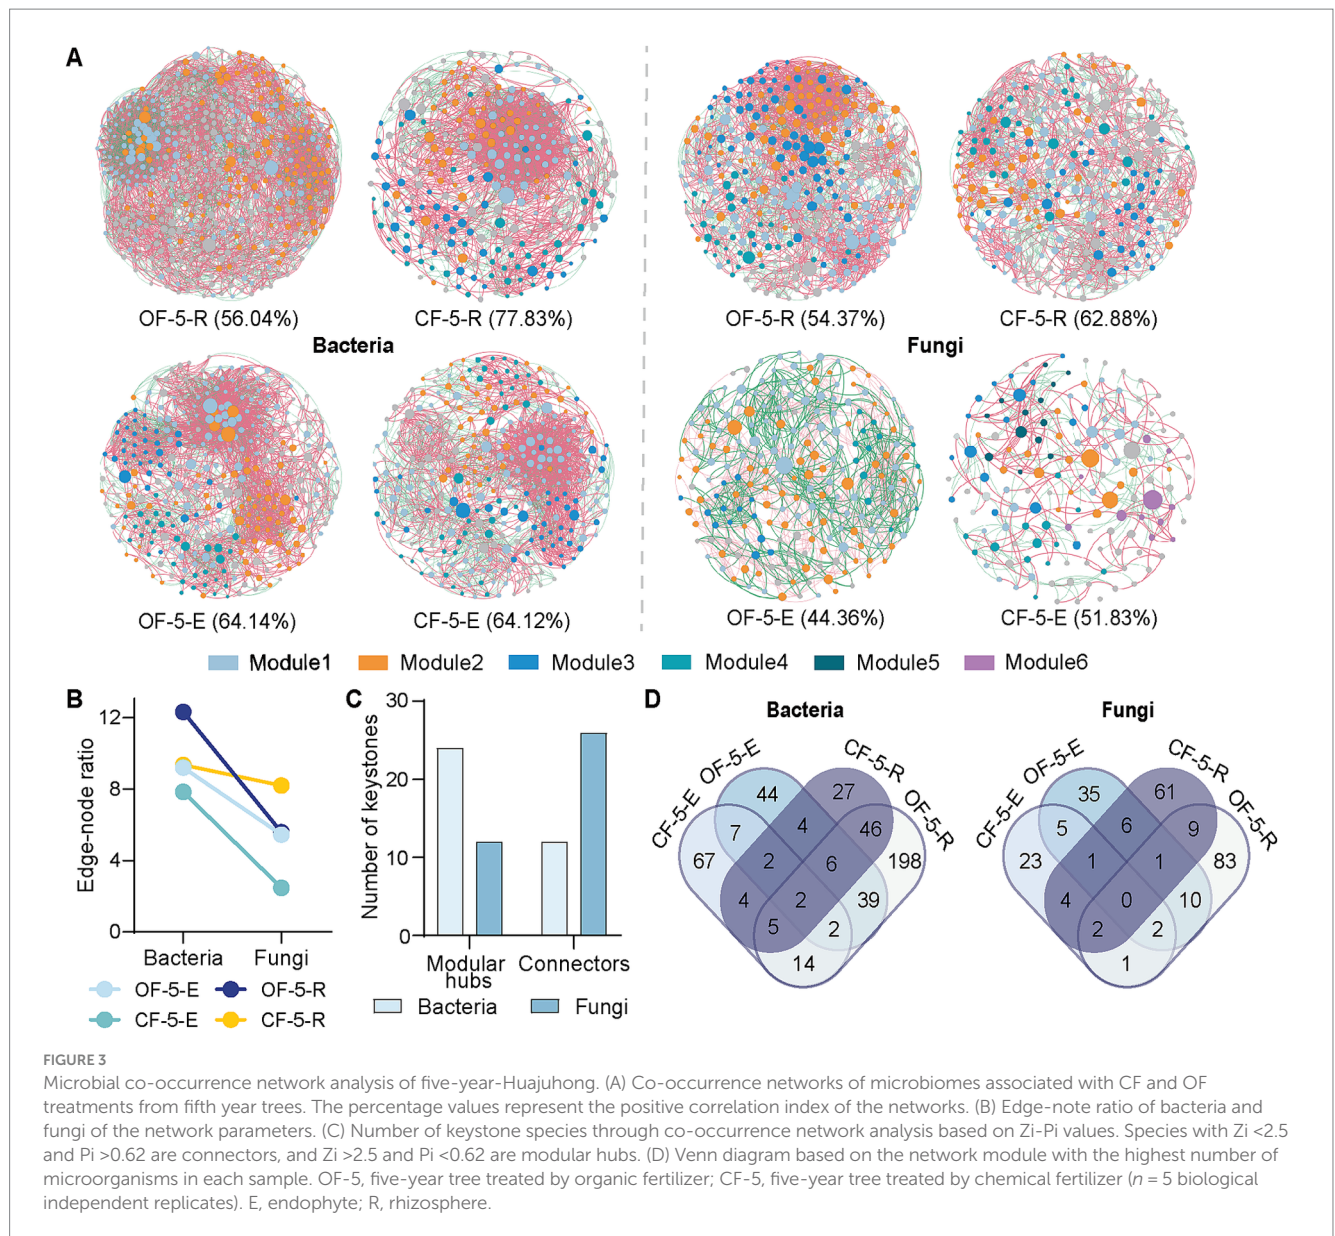 A
OF-5-R (56.04%)
CF-5-R (77.83%)
OF-5-R (54.37%)
CF-5-R (62.88%)
Bacteria
Fungi
OF-5-E (64.14%)
CF-5-E (64.12%)
OF-5-E (44.36%)
CF-5-E (51.83%)
Module1
Module2
Module3
Module4
Module5
Module6
B
Edge-node ratio
12
8
4
0
Bacteria
Fungi
OF-5-E
OF-5-R
CF-5-E
CF-5-R
C
Number of keystones
30
20
10
0
Modular
hubs
Connectors
Bacteria
Fungi
D
Bacteria
CF-5-E
OF-5-E
CF-5-R
OF-5-R
44
27
7
4
46
67
2
6
198
4
2
39
5
2
14
Fungi
CF-5-E
OF-5-E
CF-5-R
OF-5-R
35
61
5
6
9
23
1
1
83
4
0
10
2
2
1
FIGURE 3
Microbial co-occurrence network analysis of five-year-Huajuhong. (A) Co-occurrence networks of microbiomes associated with CF and OF
treatments from fifth year trees. The percentage values represent the positive correlation index of the networks. (B) Edge-note ratio of bacteria and
fungi of the network parameters. (C) Number of keystone species through co-occurrence network analysis based on Zi-Pi values. Species with Zi <2.5
and Pi >0.62 are connectors, and Zi >2.5 and Pi <0.62 are modular hubs. (D) Venn diagram based on the network module with the highest number of
microorganisms in each sample. OF-5, five-year tree treated by organic fertilizer; CF-5, five-year tree treated by chemical fertilizer (n = 5 biological
independent replicates). E, endophyte; R, rhizosphere.